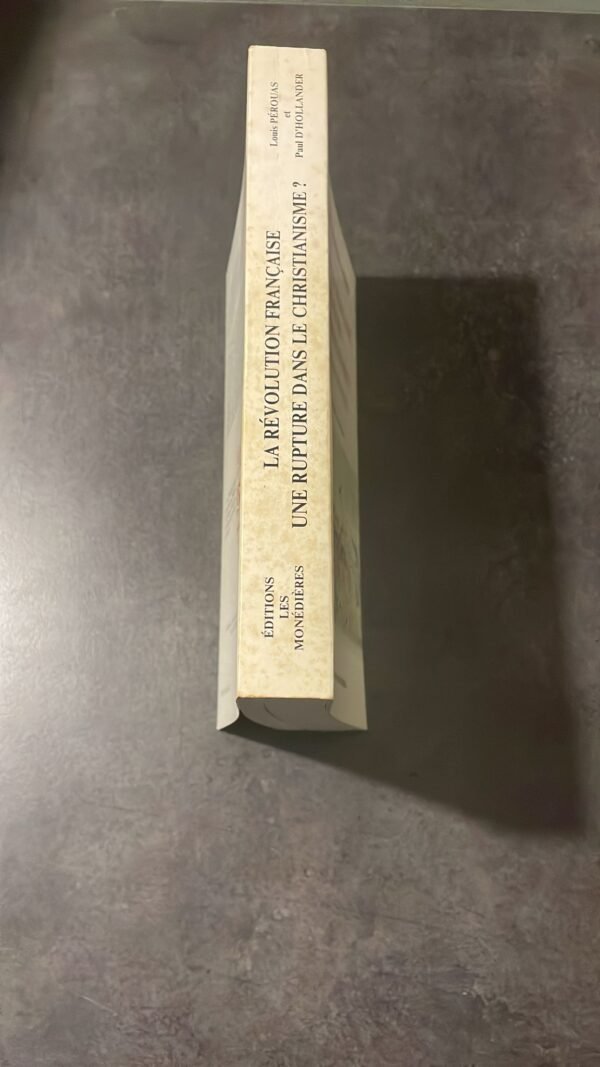 Louis PÉROUAS
et
Paul D'HOLLANDER
LA RÉVOLUTION FRANÇAISE
UNE RUPTURE DANS LE CHRISTIANISME ?
ÉDITIONS
LES
MONÉDIÈRES